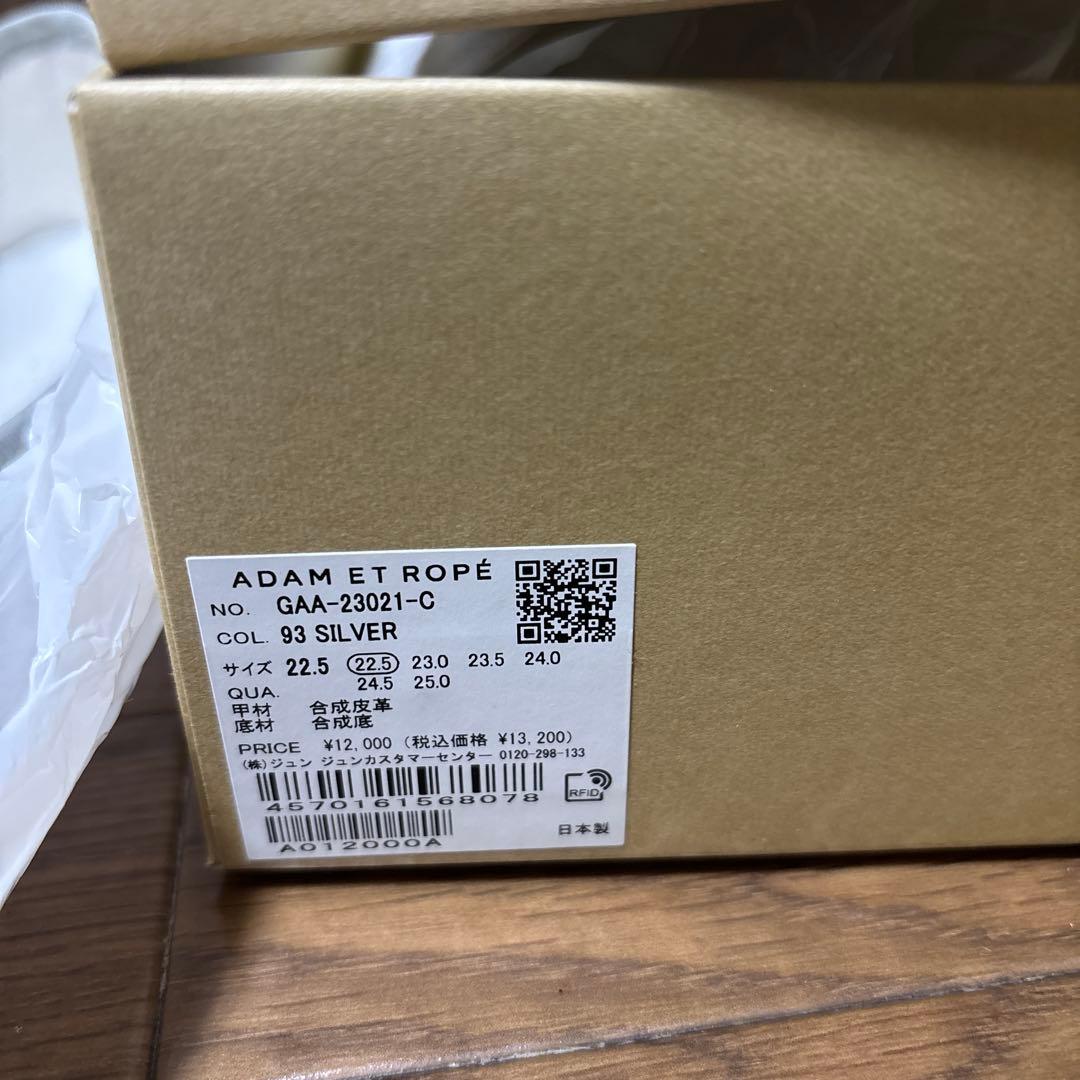 ADAM ET ROPÉ
NO. GAA-23021-C
COL. 93 SILVER
サイズ 22.5 22.5 23.0 23.5 24.0
24.5 25.0
QUA.
甲材 合成皮革
底材 合成底
PRICE ¥12,000 (税込価格 ¥13,200)
(株)ジュン ジュンカスタマーセンター 0120-298-133
4570161568078
RFID
A012000A
日本製